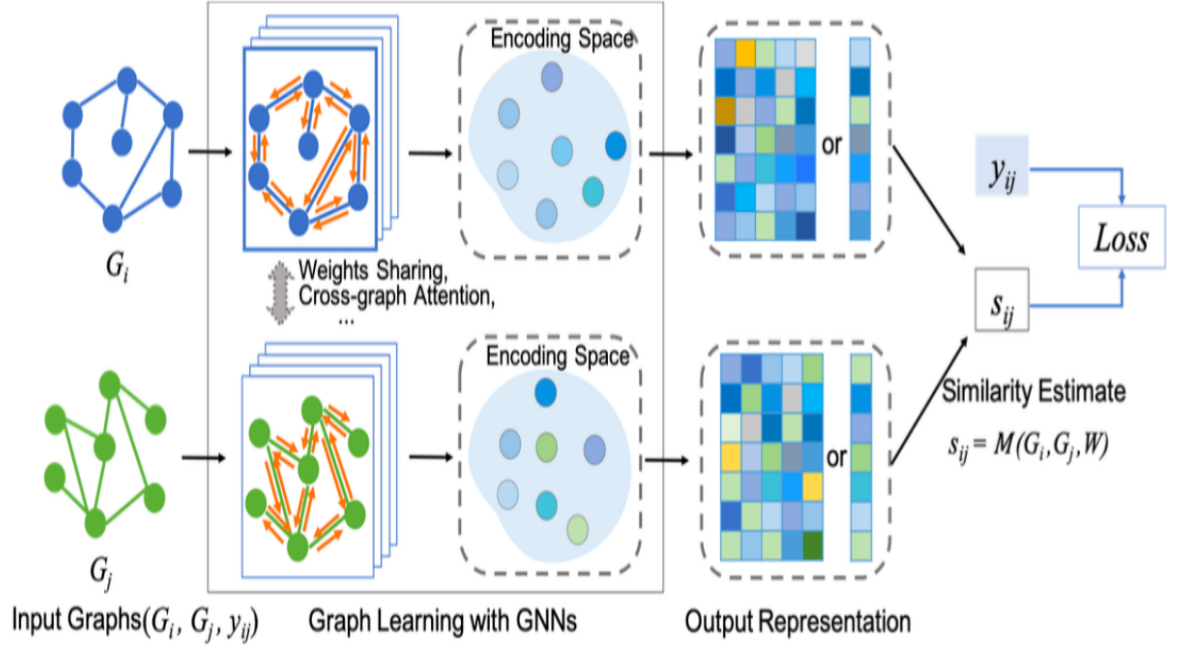 Encoding Space
or
y_ij
Loss
G_i
Weights Sharing,
Cross-graph Attention,
...
s_ij
Encoding Space
or
Similarity Estimate
s_ij = M(G_i,G_j,W)
G_j
Input Graphs(G_i, G_j, y_ij)
Graph Learning with GNNs
Output Representation